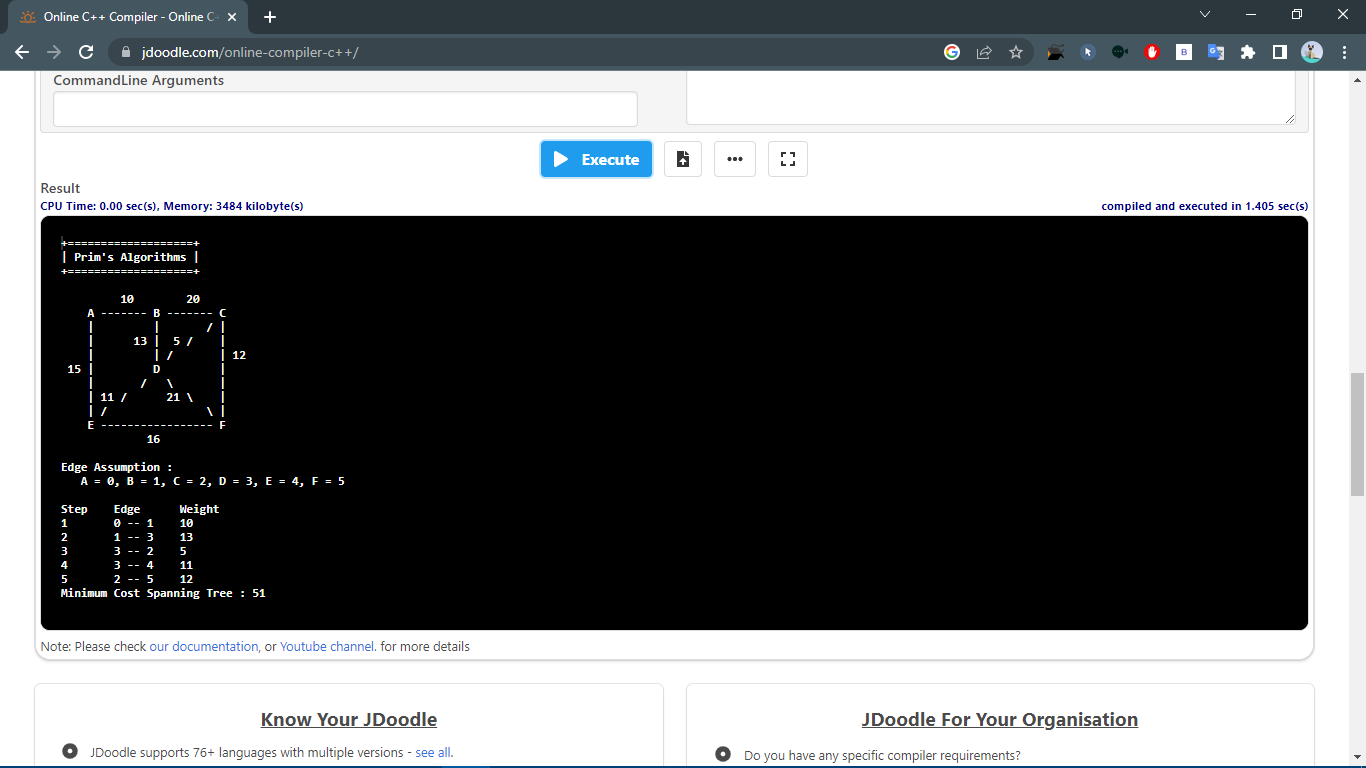 Online C++ Compiler - Online C
jdoodle.com/online-compiler-c++/
CommandLine Arguments
Execute
Result
CPU Time: 0.00 sec(s), Memory: 3484 kilobyte(s)
compiled and executed in 1.405 sec(s)
+===================+
| Prim's Algorithms |
+===================+
         10        20
    A ------- B ------- C
    |         |       / |
    |      13 |  5 /    |
    |         | /       | 12
 15 |         D         |
    |       /   \       |
    | 11 /      21 \    |
    | /               \ |
    E ----------------- F
             16
Edge Assumption :
   A = 0, B = 1, C = 2, D = 3, E = 4, F = 5
Step    Edge      Weight
1       0 -- 1    10
2       1 -- 3    13
3       3 -- 2    5
4       3 -- 4    11
5       2 -- 5    12
Minimum Cost Spanning Tree : 51
Note: Please check our documentation, or Youtube channel. for more details
Know Your JDoodle
JDoodle supports 76+ languages with multiple versions - see all.
JDoodle For Your Organisation
Do you have any specific compiler requirements?